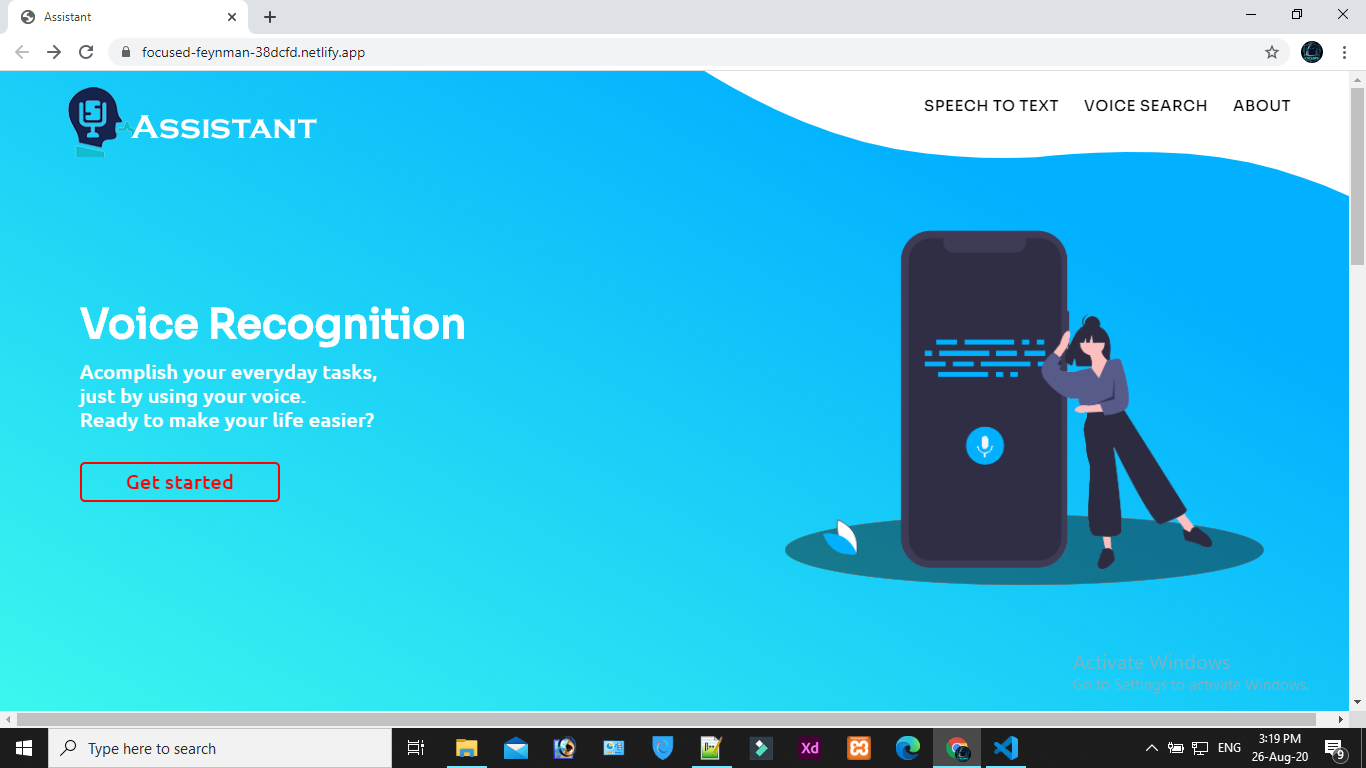 Assistant
focused-feynman-38dcfd.netlify.app
ASSISTANT
SPEECH TO TEXT VOICE SEARCH ABOUT
Voice Recognition
Acomplish your everyday tasks,
just by using your voice.
Ready to make your life easier?
Get started
Activate Windows
Go to Settings to activate Windows.
Type here to search
Xd
ENG
3:19 PM
26-Aug-20
9